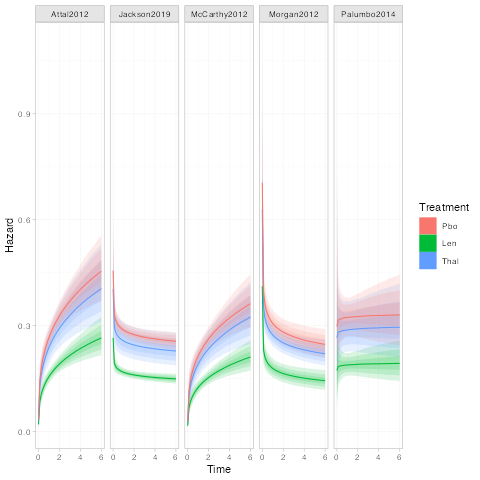 Attal2012 Jackson2019 McCarthy2012 Morgan2012 Palumbo2014
0.9
0.6
0.3
0.0
Hazard
0 2 4 6 0 2 4 6 0 2 4 6 0 2 4 6 0 2 4 6
Time
Treatment
Pbo
Len
Thal